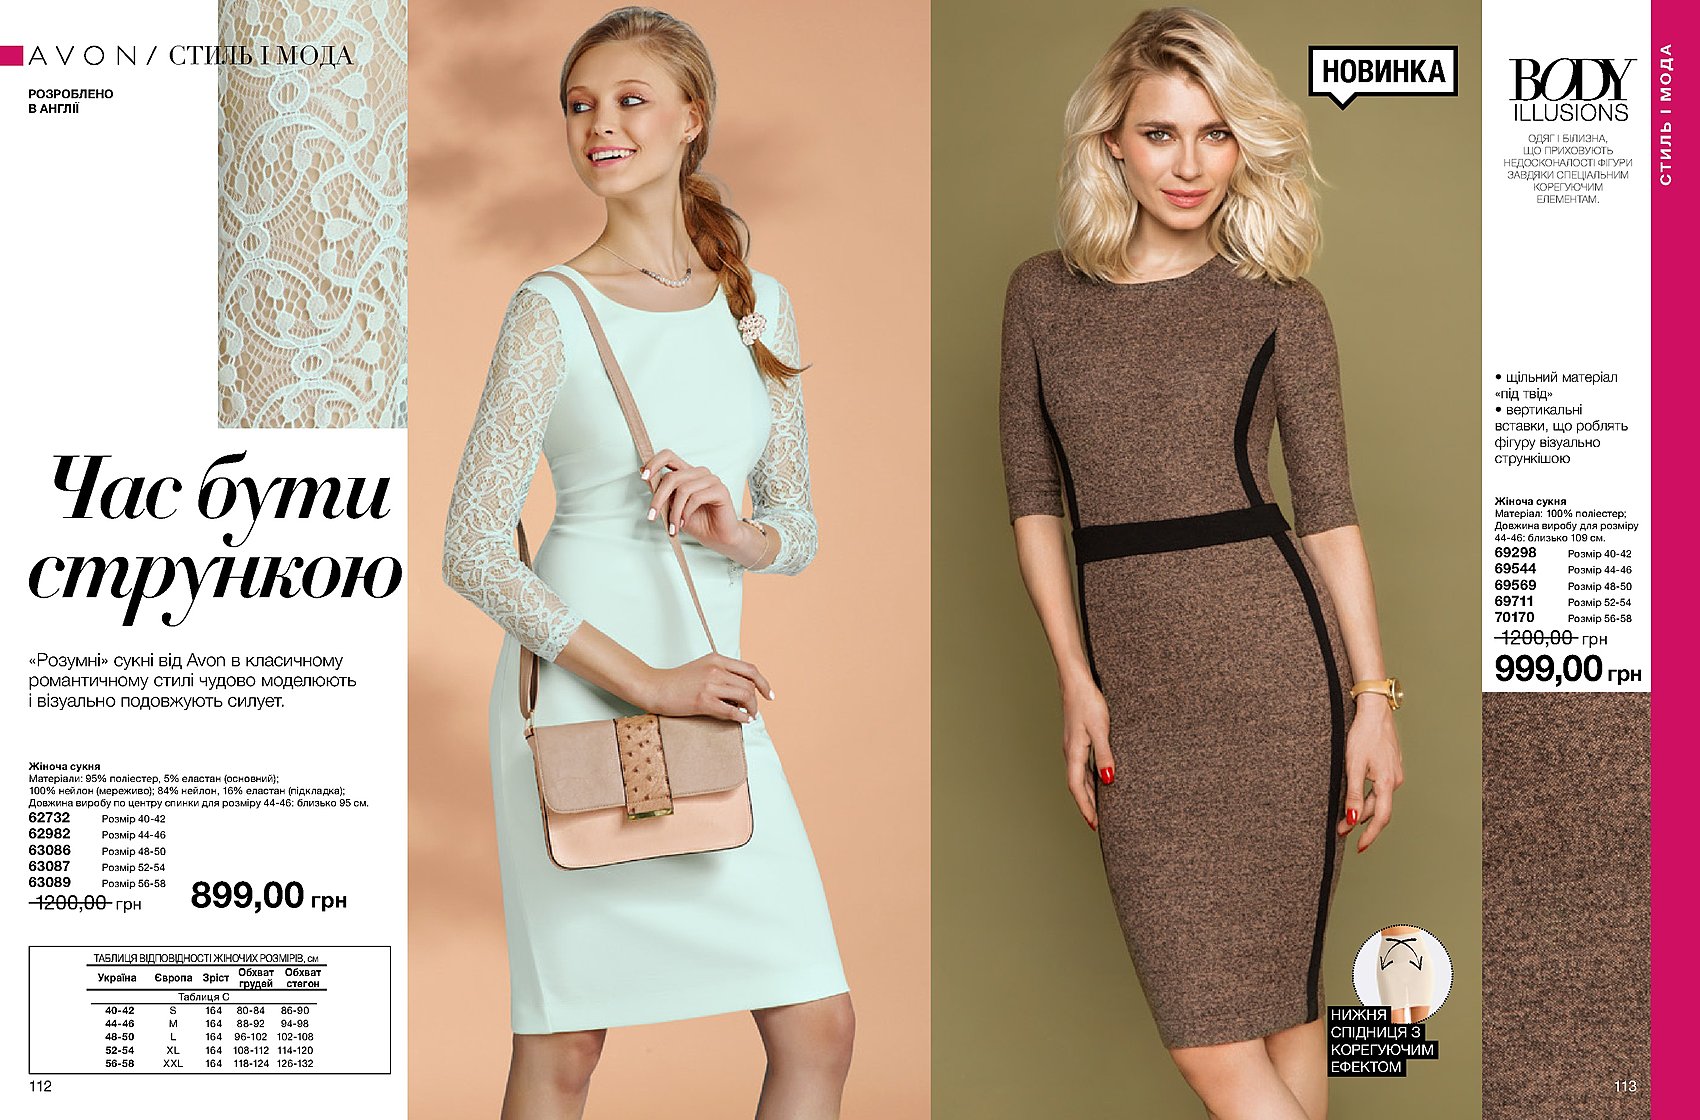 AVON / СТИЛЬ І МОДА
РОЗРОБЛЕНО
В АНГЛІЇ
Час бути
стрункою
«Розумні» сукні від Avon в класичному
романтичному стилі чудово моделюють
і візуально подовжують силует.
Жіноча сукня
Матеріали: 95% поліестер, 5% еластан (основний);
100% нейлон (мереживо); 84% нейлон, 16% еластан (підкладка);
Довжина виробу по центру спинки для розміру 44-46: близько 95 см.
62732 Розмір 40-42
62982 Розмір 44-46
63086 Розмір 48-50
63087 Розмір 52-54
63089 Розмір 56-58
1200,00 грн 899,00 грн
ТАБЛИЦЯ ВІДПОВІДНОСТІ ЖІНОЧИХ РОЗМІРІВ, см
Україна Європа Зріст Обхват грудей Обхват стегон
Таблиця C
40-42 S 164 80-84 86-90
44-46 M 164 88-92 94-98
48-50 L 164 96-102 102-108
52-54 XL 164 108-112 114-120
56-58 XXL 164 118-124 126-132
112
НОВИНКА
BODY
ILLUSIONS
ОДЯГ І БІЛИЗНА,
ЩО ПРИХОВУЮТЬ
НЕДОСКОНАЛОСТІ ФІГУРИ
ЗАВДЯКИ СПЕЦІАЛЬНИМ
КОРЕГУЮЧИМ
ЕЛЕМЕНТАМ.
СТИЛЬ І МОДА
• щільний матеріал
«під твід»
• вертикальні
вставки, що роблять
фігуру візуально
стрункішою
Жіноча сукня
Матеріал: 100% поліестер;
Довжина виробу для розміру
44-46: близько 109 см.
69298 Розмір 40-42
69544 Розмір 44-46
69569 Розмір 48-50
69711 Розмір 52-54
70170 Розмір 56-58
1200,00 грн
999,00 грн
НИЖНЯ
СПІДНИЦЯ З
КОРЕГУЮЧИМ
ЕФЕКТОМ
113